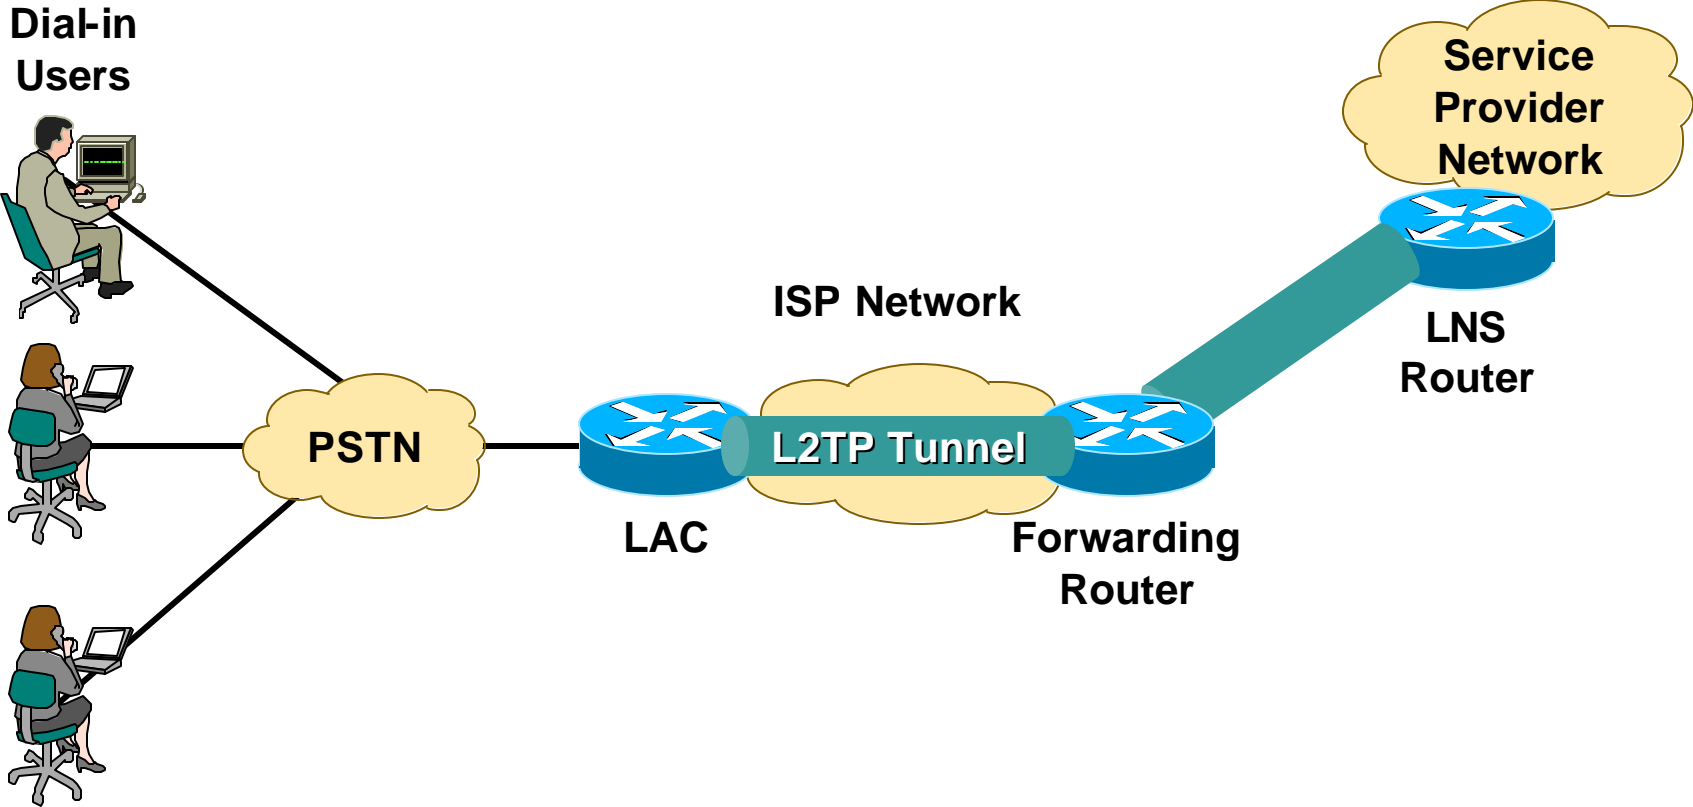 Dial-in
Users
Service
Provider
Network
ISP Network
LNS
Router
PSTN
L2TP Tunnel
LAC
Forwarding
Router